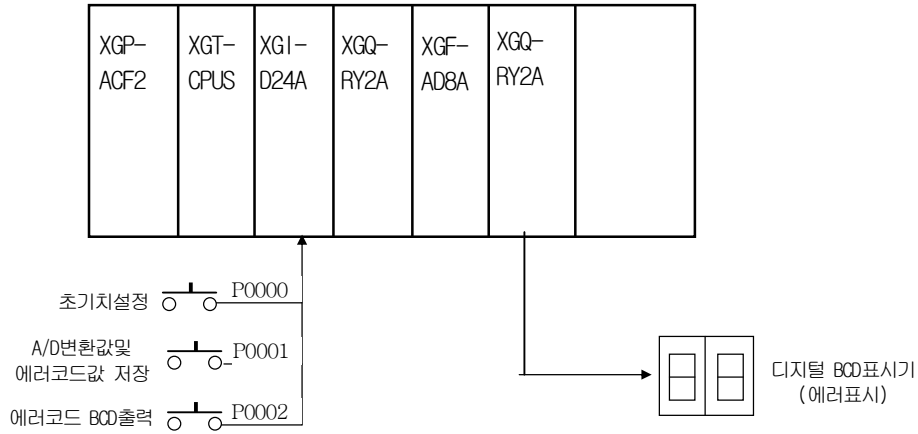 XGP-
ACF2
XGT-
CPUS
XGI-
D24A
XGQ-
RY2A
XGF-
AD8A
XGQ-
RY2A
초기치설정
P0000
A/D변환값및
에러코드값 저장
P0001
에러코드 BCD출력
P0002
디지털 BCD표시기
(에러표시)